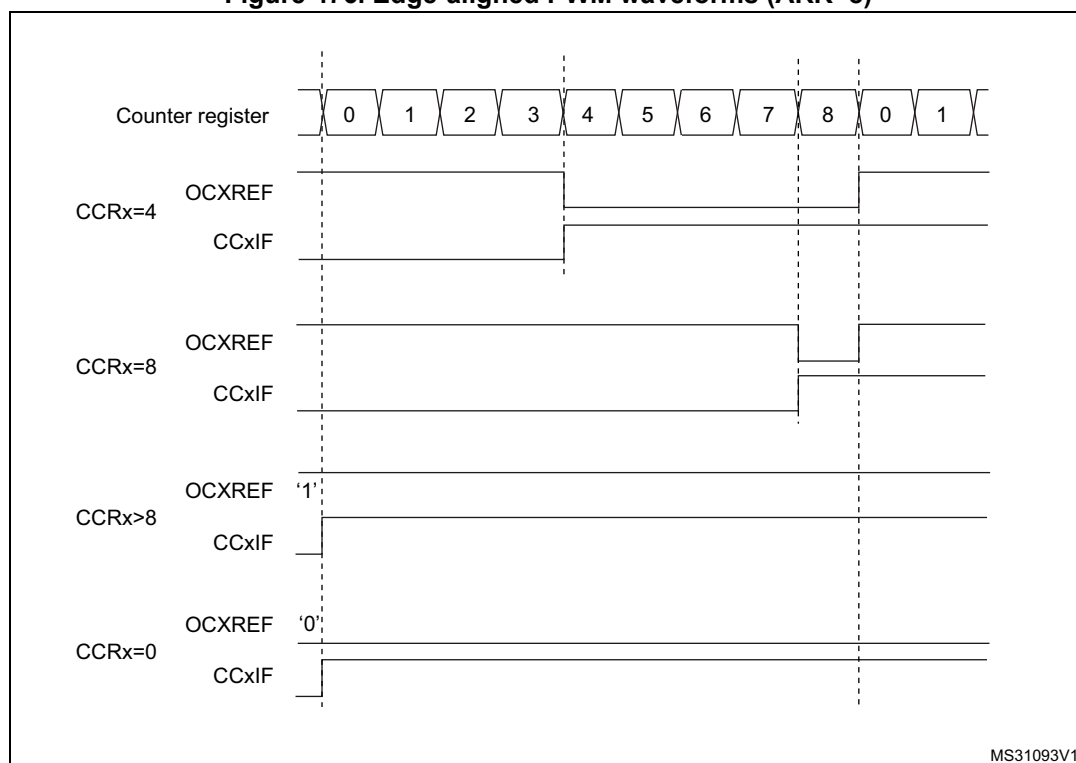 Counter register 0 1 2 3 4 5 6 7 8 0 1
OCXREF
CCRx=4
CCxIF
OCXREF
CCRx=8
CCxIF
OCXREF '1'
CCRx>8
CCxIF
OCXREF '0'
CCRx=0
CCxIF
MS31093V1